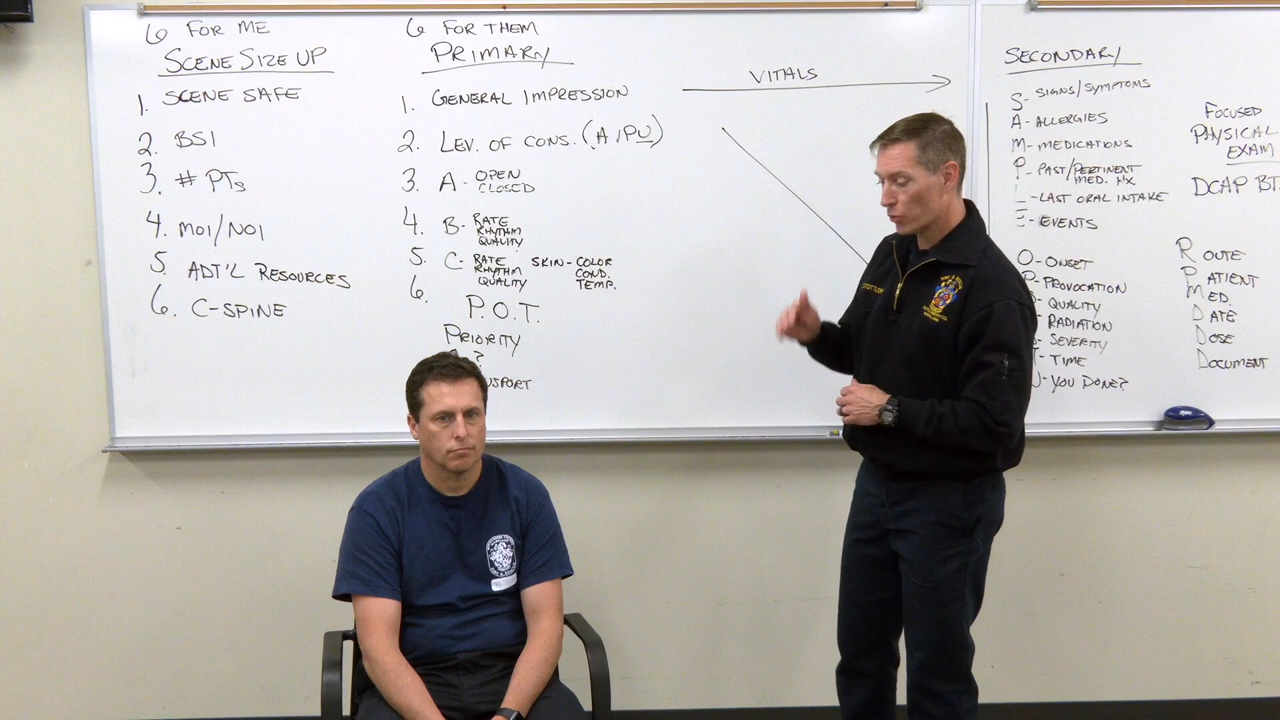 6 FOR ME
SCENE SIZE UP
1. SCENE SAFE
2. BSI
3. # PTs
4. MOI/NOI
5. ADT'L RESOURCES
6. C-SPINE
6 FOR THEM
PRIMARY
1. GENERAL IMPRESSION
2. LEV. OF CONS. (A,PU)
3. A- OPEN
CLOSED
4. B- RATE
RHYTHM
QUALITY
5. C- RATE SKIN-COLOR
RHYTHM COND.
QUALITY TEMP.
6. P.O.T.
PRIORITY
?
VITALS
SECONDARY
S- SIGNS/SYMPTOMS
A- ALLERGIES
M- MEDICATIONS
P- PAST/PERTINENT
MED. HX
L- LAST ORAL INTAKE
E- EVENTS
O- ONSET
P- PROVOCATION
QUALITY
RADIATION
SEVERITY
T- TIME
U- YOU DONE?
FOCUSED
PHYSICAL
EXAM
DCAP BT
ROUTE
PATIENT
MED.
DATE
DOSE
DOCUMENT